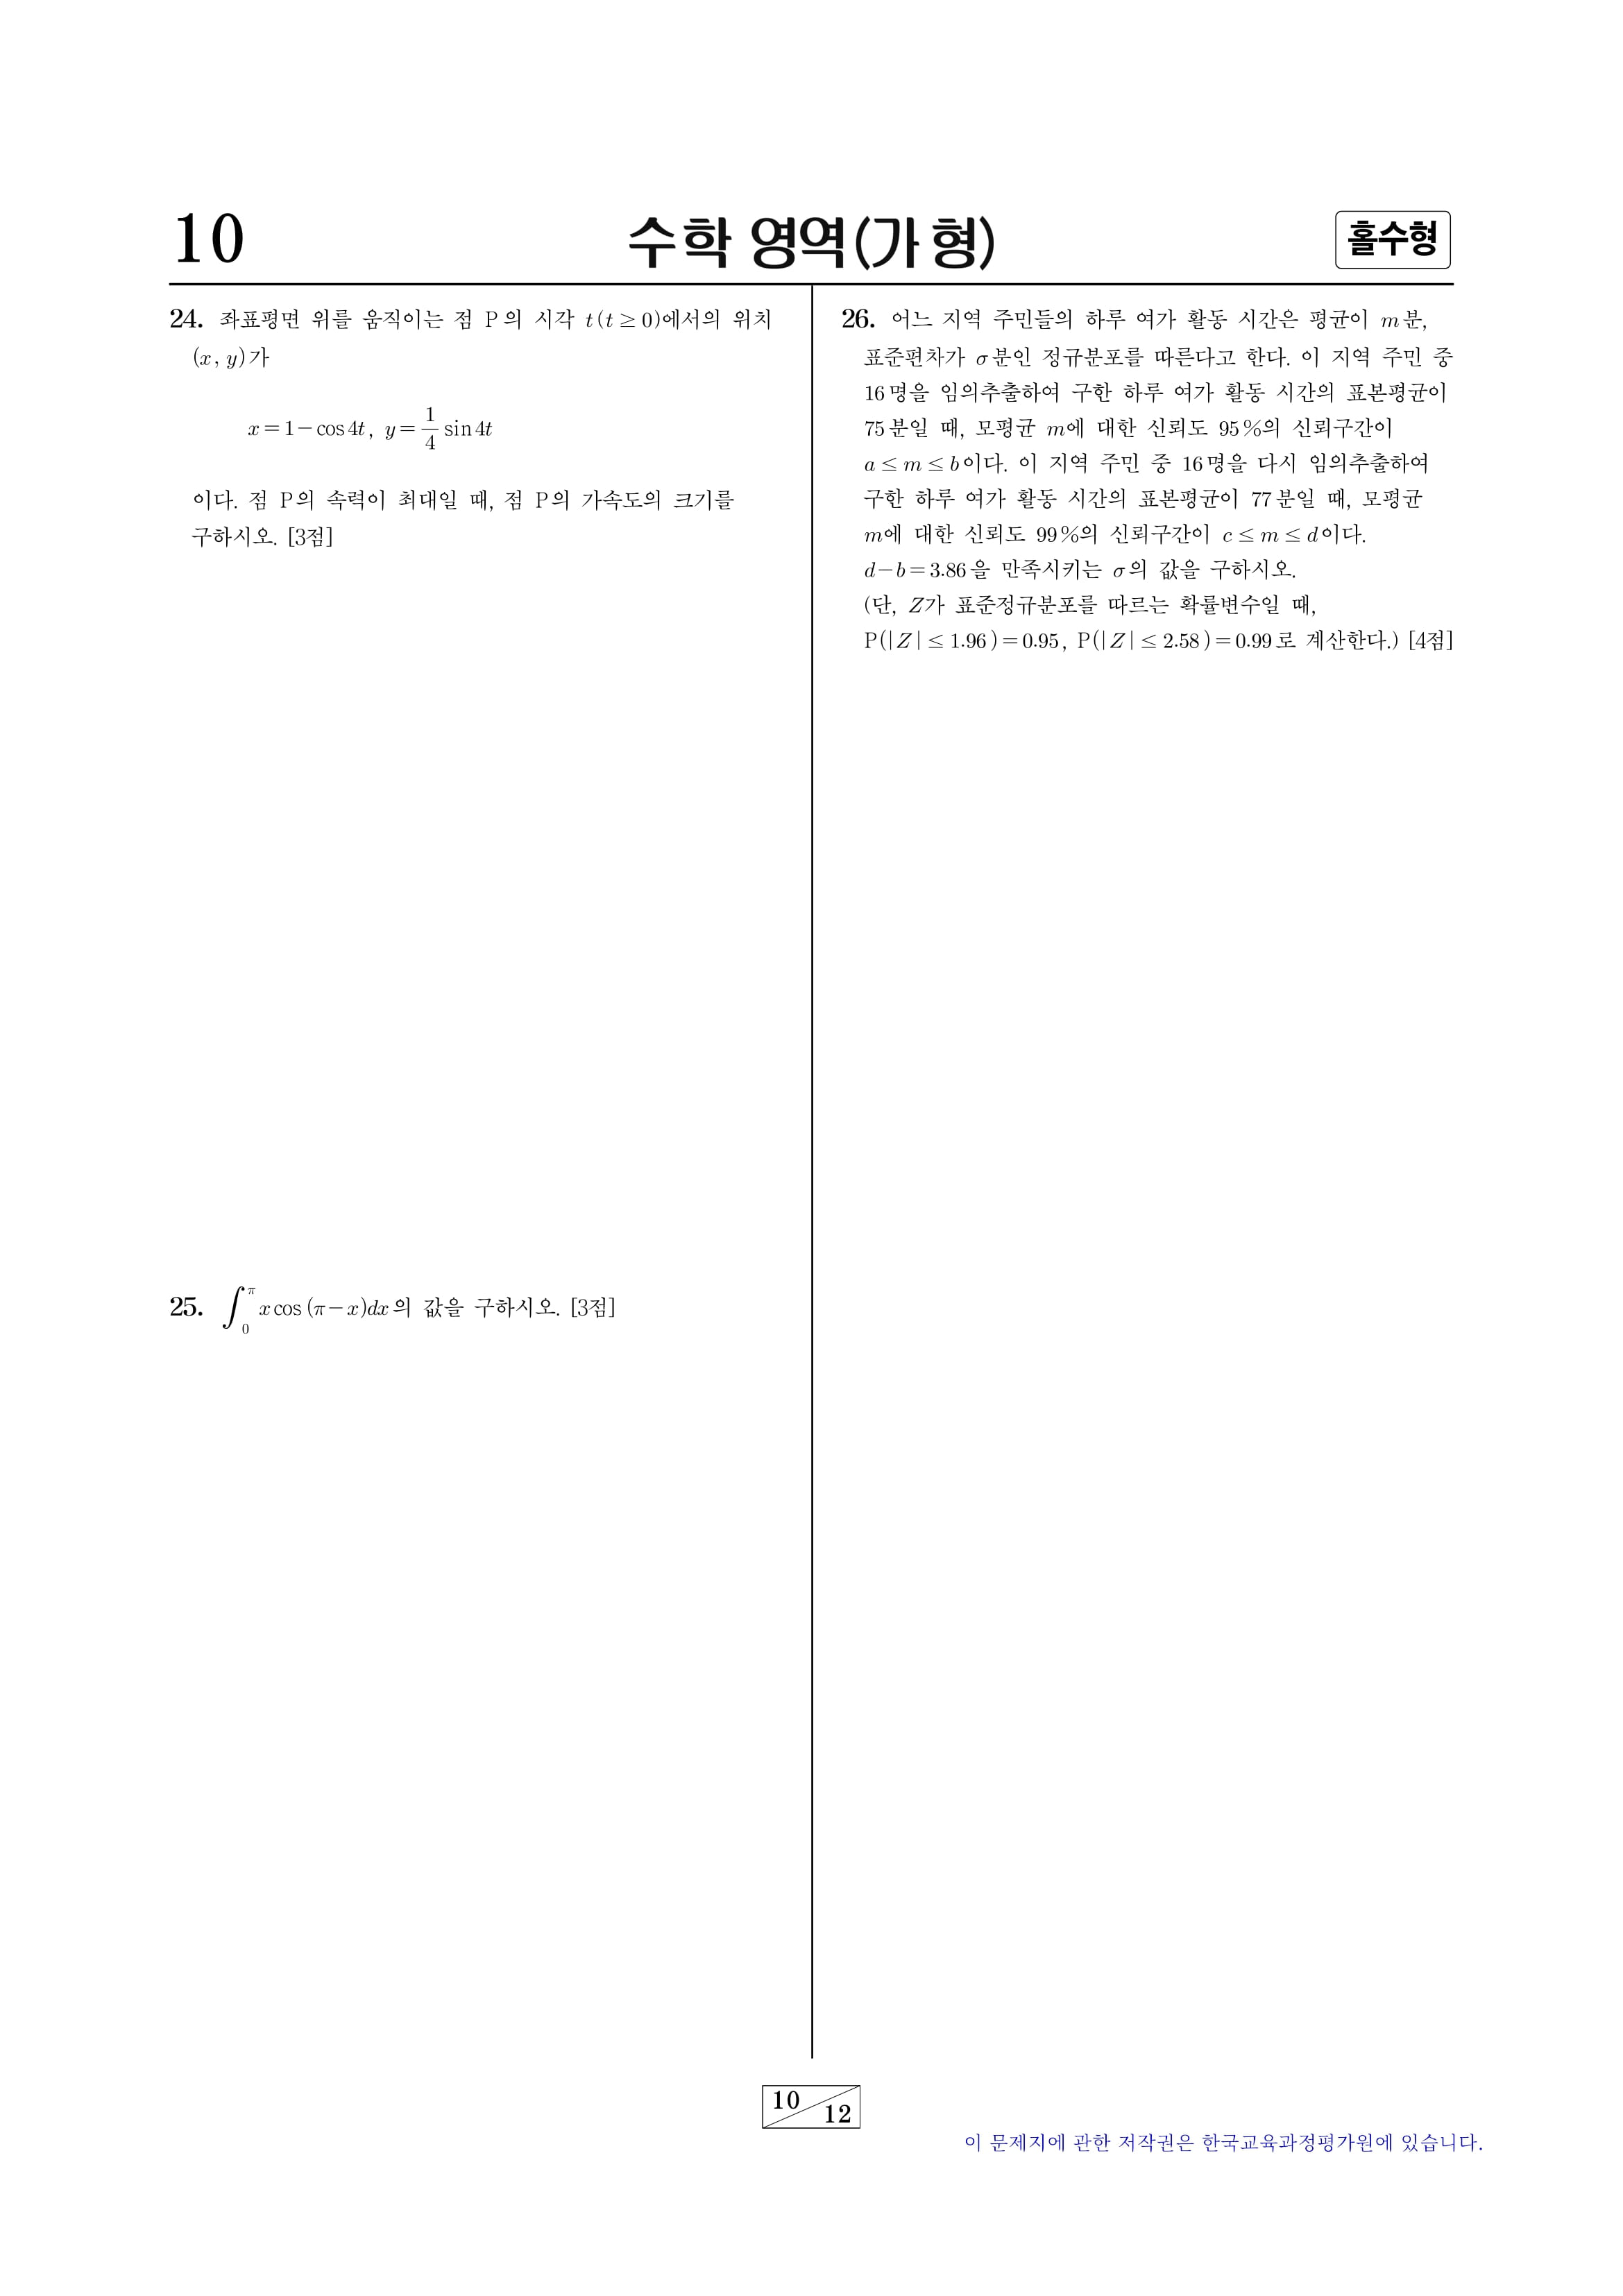 10
수학 영역(가 형)
홀수형
24. 좌표평면 위를 움직이는 점 P의 시각 t(t ≥ 0)에서의 위치
(x, y)가
x = 1 − cos 4t, y = 1/4 sin 4t
이다. 점 P의 속력이 최대일 때, 점 P의 가속도의 크기를
구하시오. [3점]
25. ∫₀^π x cos (π − x)dx의 값을 구하시오. [3점]
26. 어느 지역 주민들의 하루 여가 활동 시간은 평균이 m분,
표준편차가 σ분인 정규분포를 따른다고 한다. 이 지역 주민 중
16명을 임의추출하여 구한 하루 여가 활동 시간의 표본평균이
75분일 때, 모평균 m에 대한 신뢰도 95%의 신뢰구간이
a ≤ m ≤ b이다. 이 지역 주민 중 16명을 다시 임의추출하여
구한 하루 여가 활동 시간의 표본평균이 77분일 때, 모평균
m에 대한 신뢰도 99%의 신뢰구간이 c ≤ m ≤ d이다.
d − b = 3.86을 만족시키는 σ의 값을 구하시오.
(단, Z가 표준정규분포를 따르는 확률변수일 때,
P(|Z| ≤ 1.96) = 0.95, P(|Z| ≤ 2.58) = 0.99로 계산한다.) [4점]
10
12
이 문제지에 관한 저작권은 한국교육과정평가원에 있습니다.